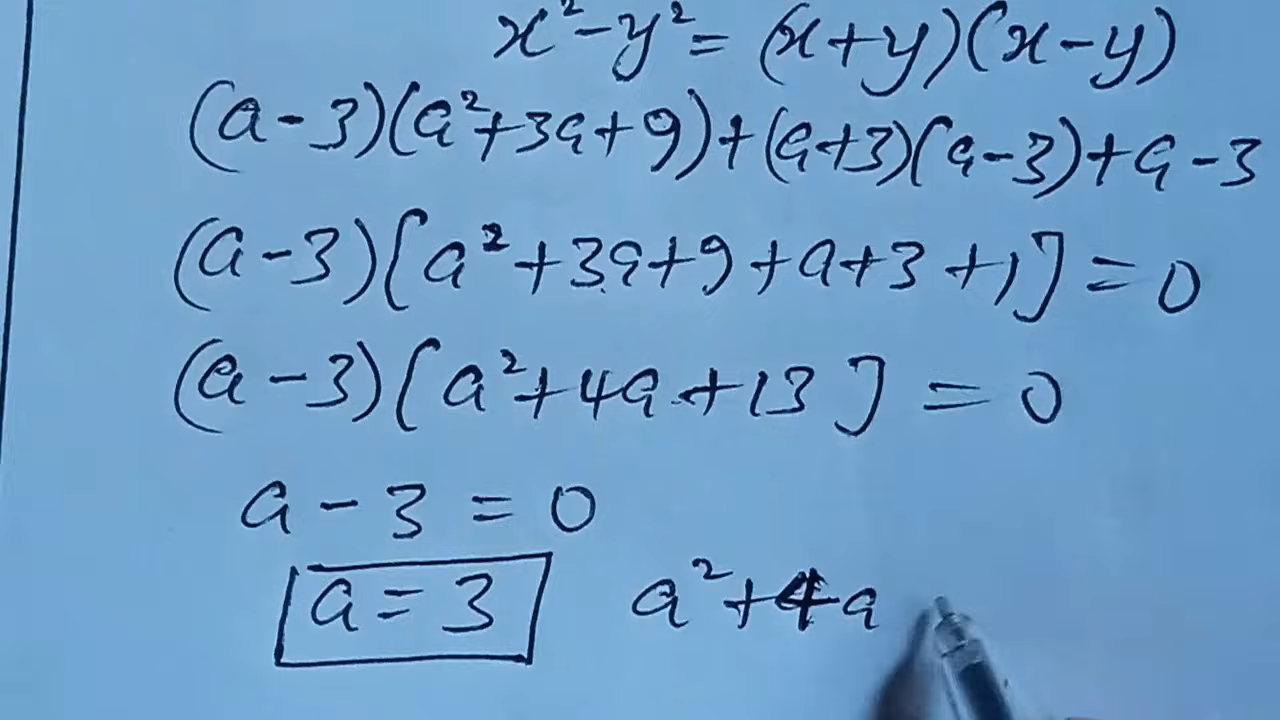 x²-y²= (x+y)(x-y)
(a-3)(a²+3a+9)+(a+3)(a-3)+a-3
(a-3)[a²+3a+9+a+3+1]=0
(a-3)[a²+4a+13]=0
a-3=0
a=3 a²+4a